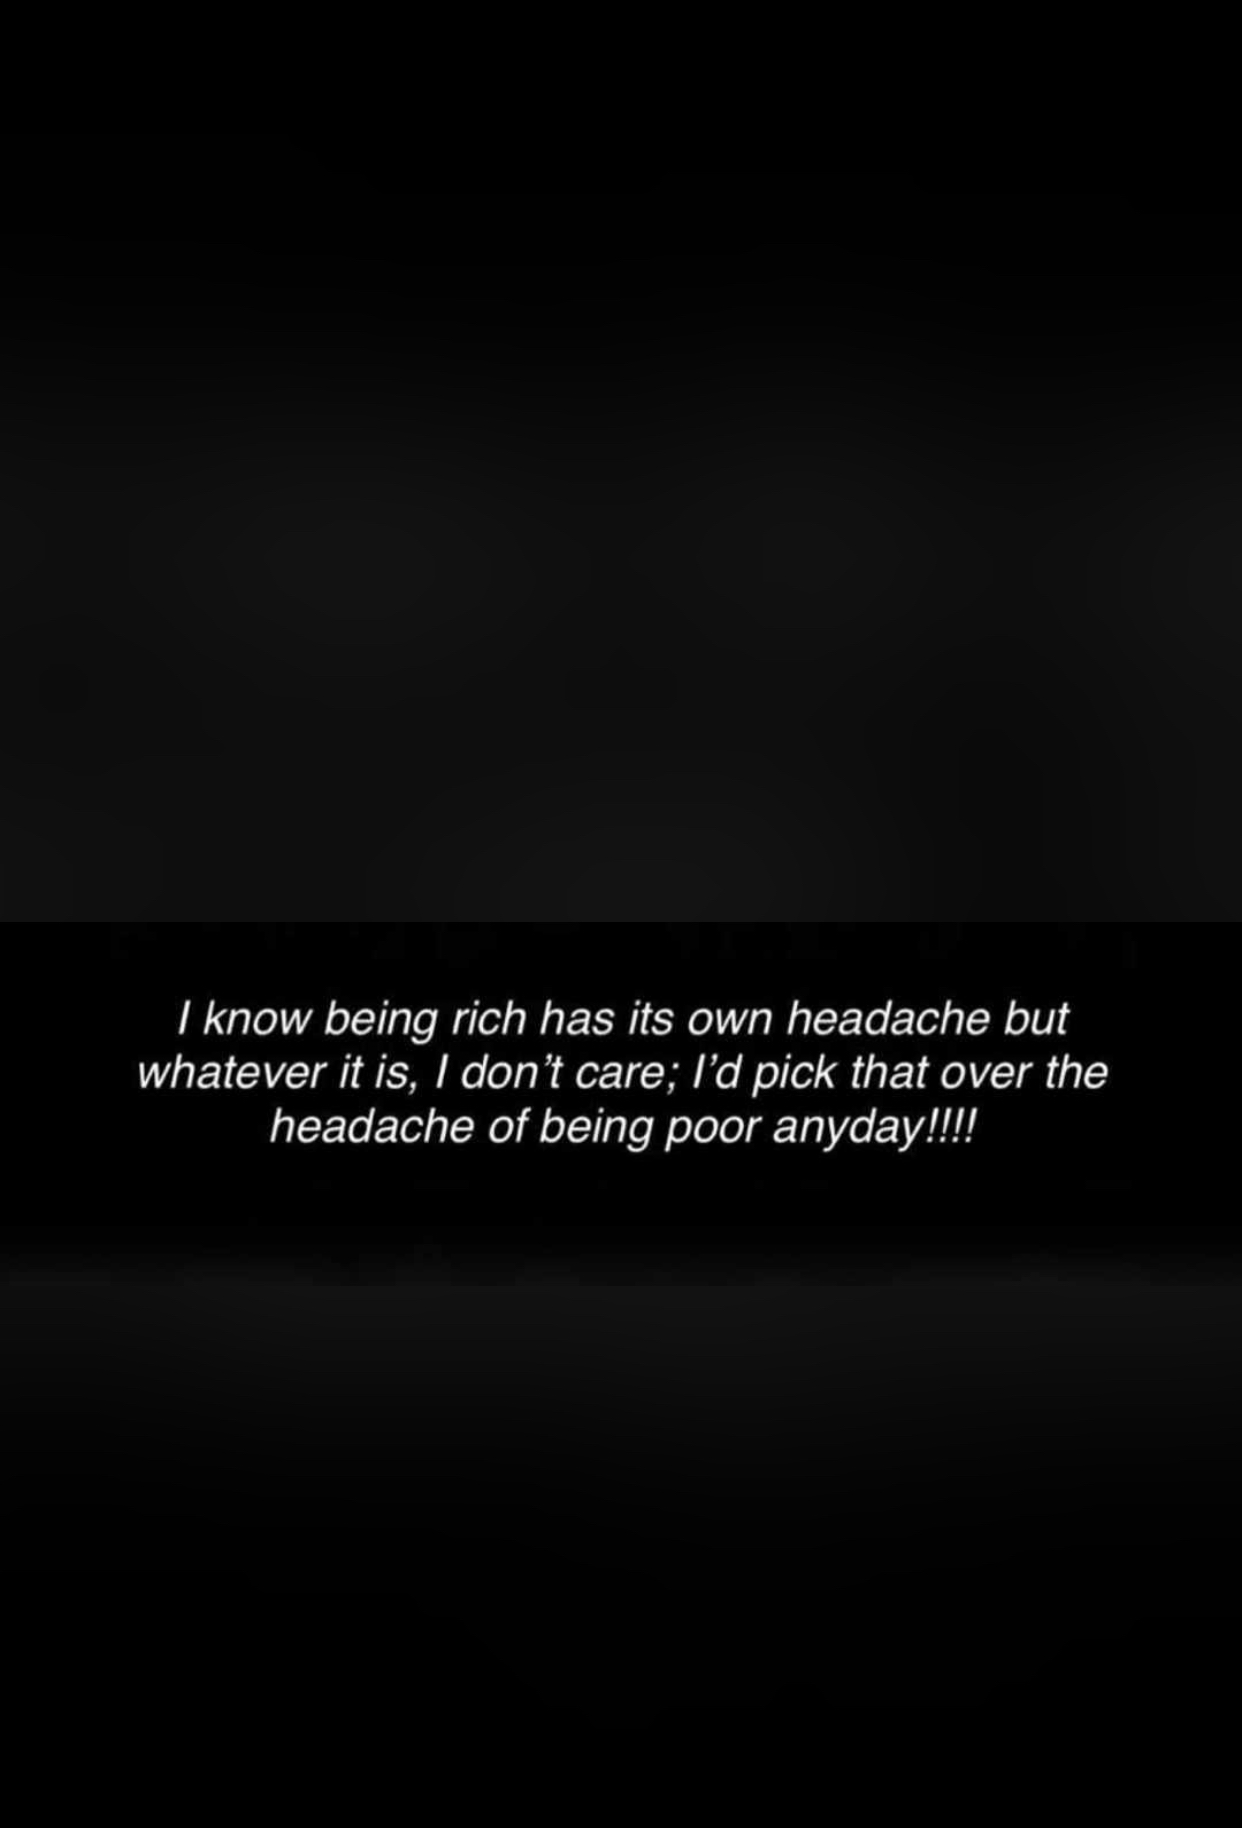 I know being rich has its own headache but
whatever it is, I don’t care; I’d pick that over the
headache of being poor anyday!!!!